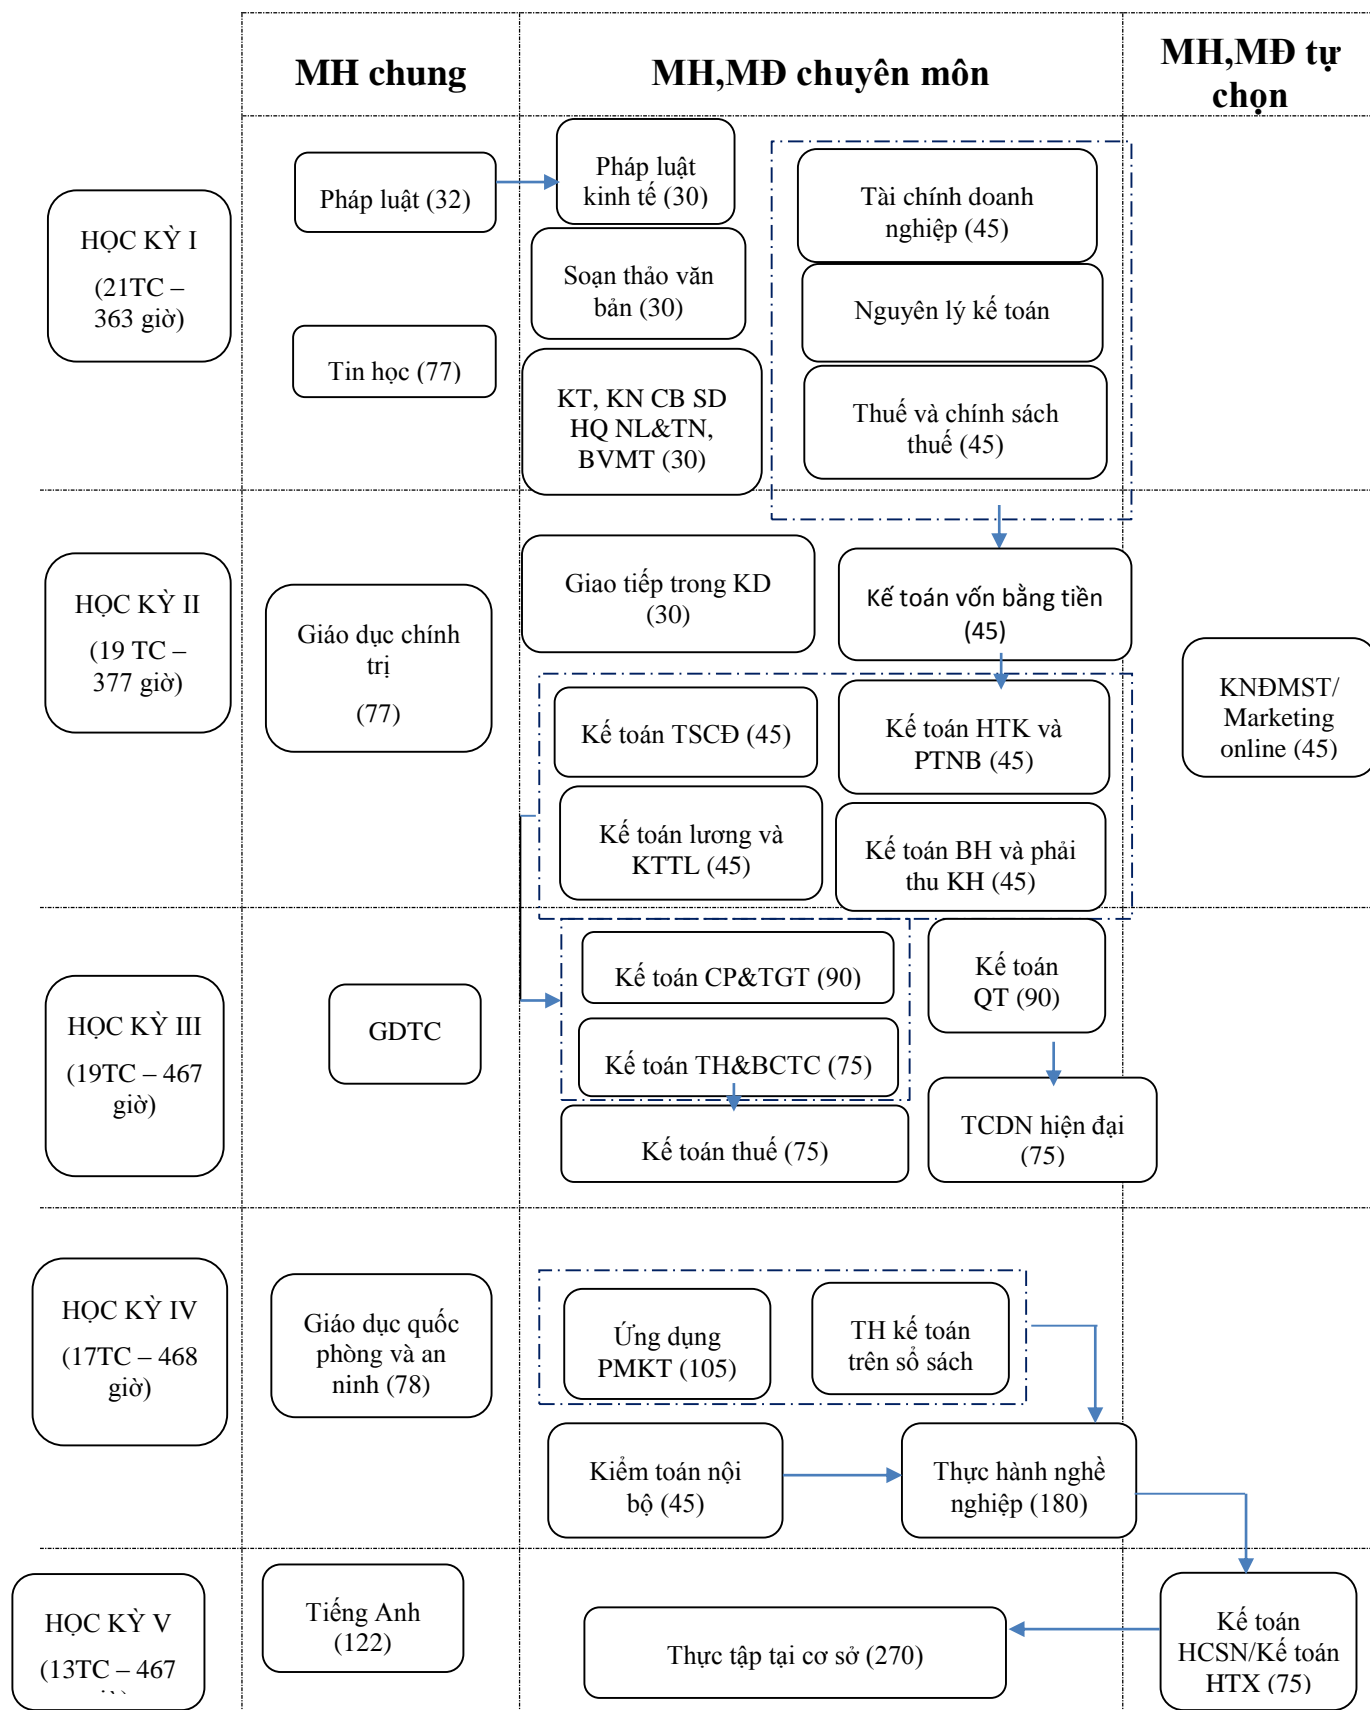 MH chung
MH,MĐ chuyên môn
MH,MĐ tự
chọn
HỌC KỲ I
(21TC –
363 giờ)
Pháp luật (32)
Tin học (77)
Pháp luật
kinh tế (30)
Soạn thảo văn
bản (30)
KT, KN CB SD
HQ NL&TN,
BVMT (30)
Tài chính doanh
nghiệp (45)
Nguyên lý kế toán
Thuế và chính sách
thuế (45)
HỌC KỲ II
(19 TC –
377 giờ)
Giáo dục chính
trị
(77)
Giao tiếp trong KD
(30)
Kế toán vốn bằng tiền
(45)
Kế toán TSCĐ (45)
Kế toán HTK và
PTNB (45)
Kế toán lương và
KTTL (45)
Kế toán BH và phải
thu KH (45)
KNĐMST/
Marketing
online (45)
HỌC KỲ III
(19TC – 467
giờ)
GDTC
Kế toán CP&TGT (90)
Kế toán TH&BCTC (75)
Kế toán thuế (75)
Kế toán
QT (90)
TCDN hiện đại
(75)
HỌC KỲ IV
(17TC – 468
giờ)
Giáo dục quốc
phòng và an
ninh (78)
Ứng dụng
PMKT (105)
TH kế toán
trên sổ sách
Kiểm toán nội
bộ (45)
Thực hành nghề
nghiệp (180)
HỌC KỲ V
(13TC – 467
Tiếng Anh
(122)
Thực tập tại cơ sở (270)
Kế toán
HCSN/Kế toán
HTX (75)